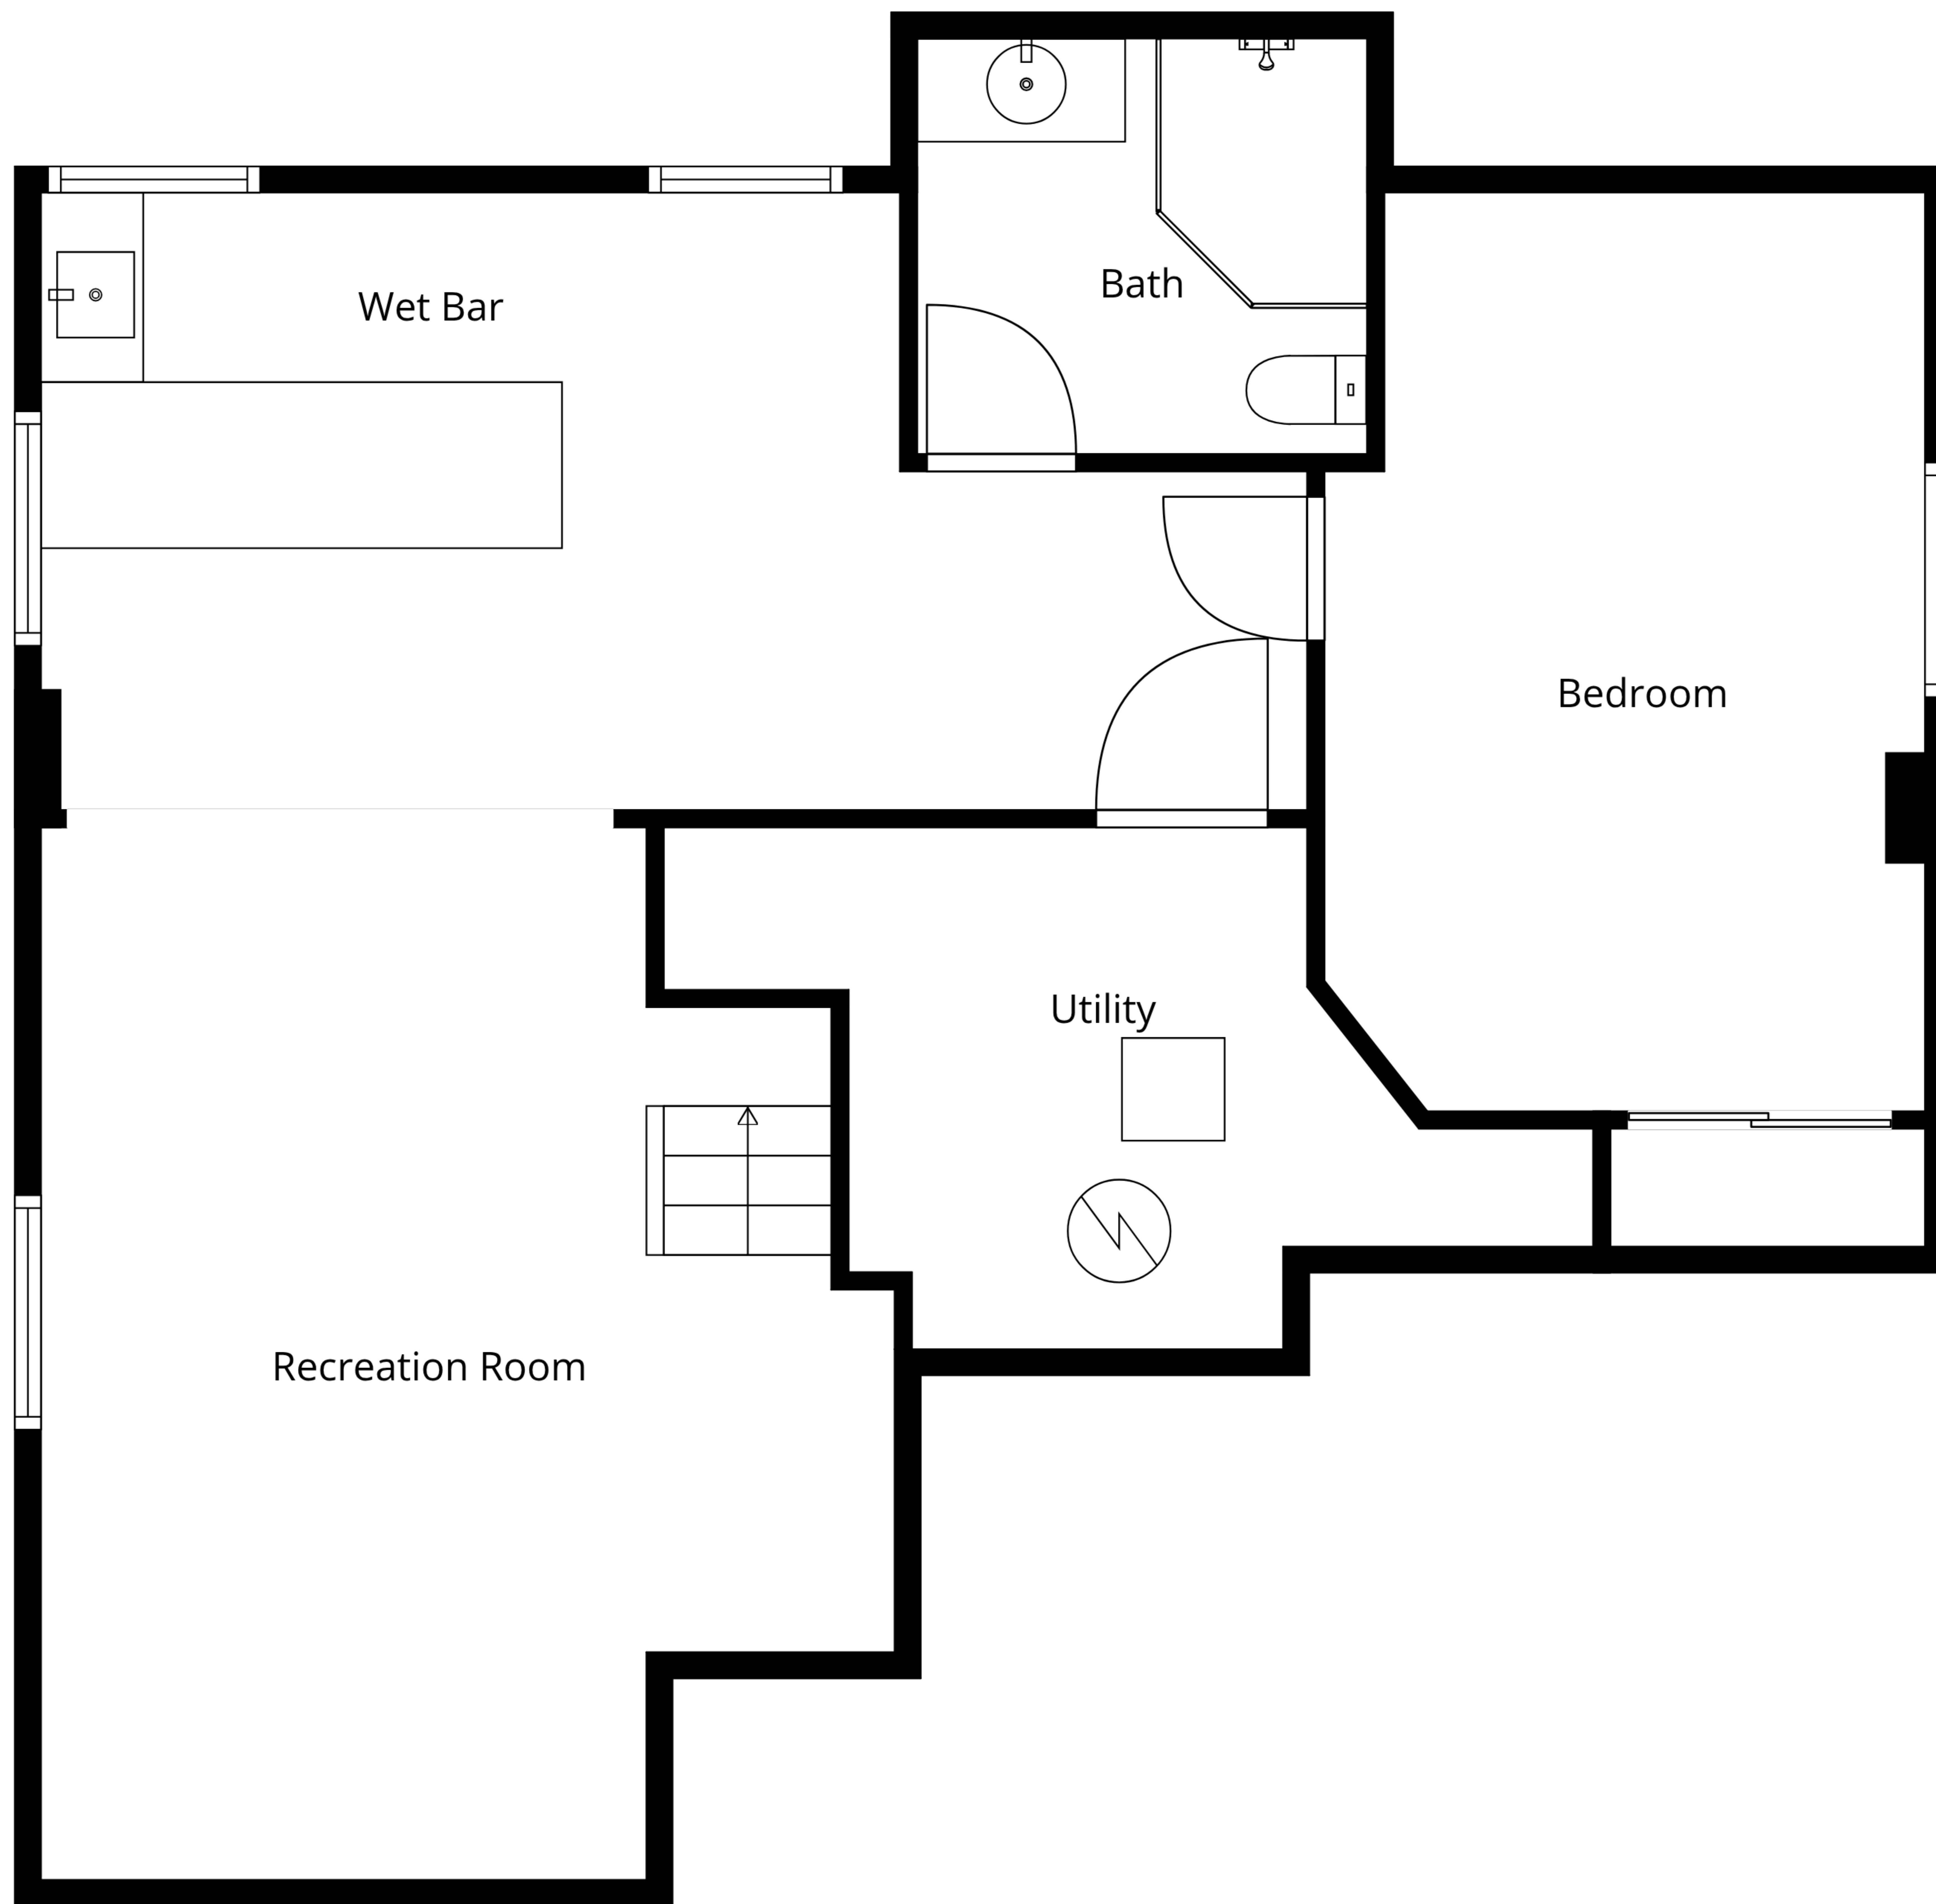 Bath
Wet Bar
Bedroom
Utility
Recreation Room